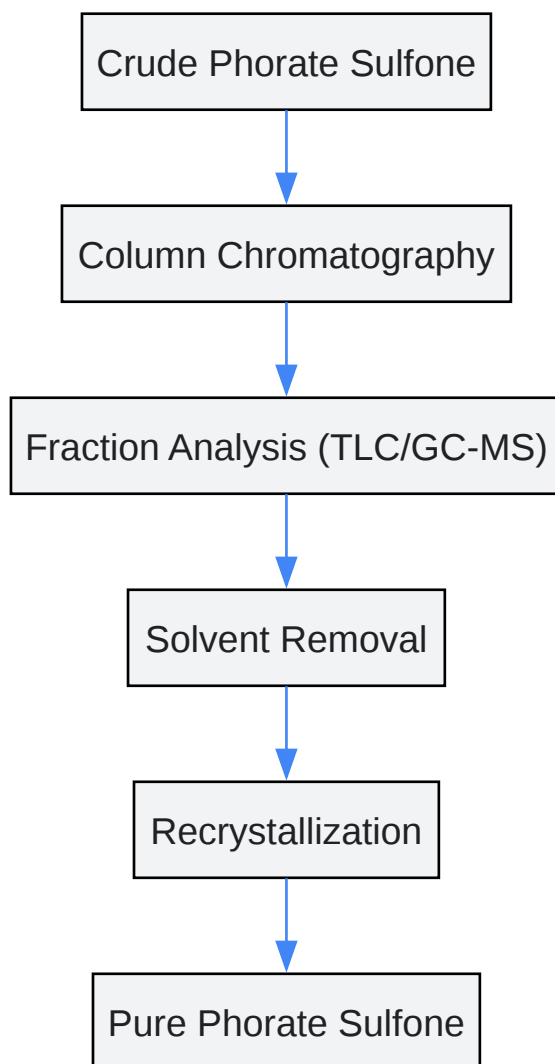 Crude Phorate Sulfone
Column Chromatography
Fraction Analysis (TLC/GC-MS)
Solvent Removal
Recrystallization
Pure Phorate Sulfone